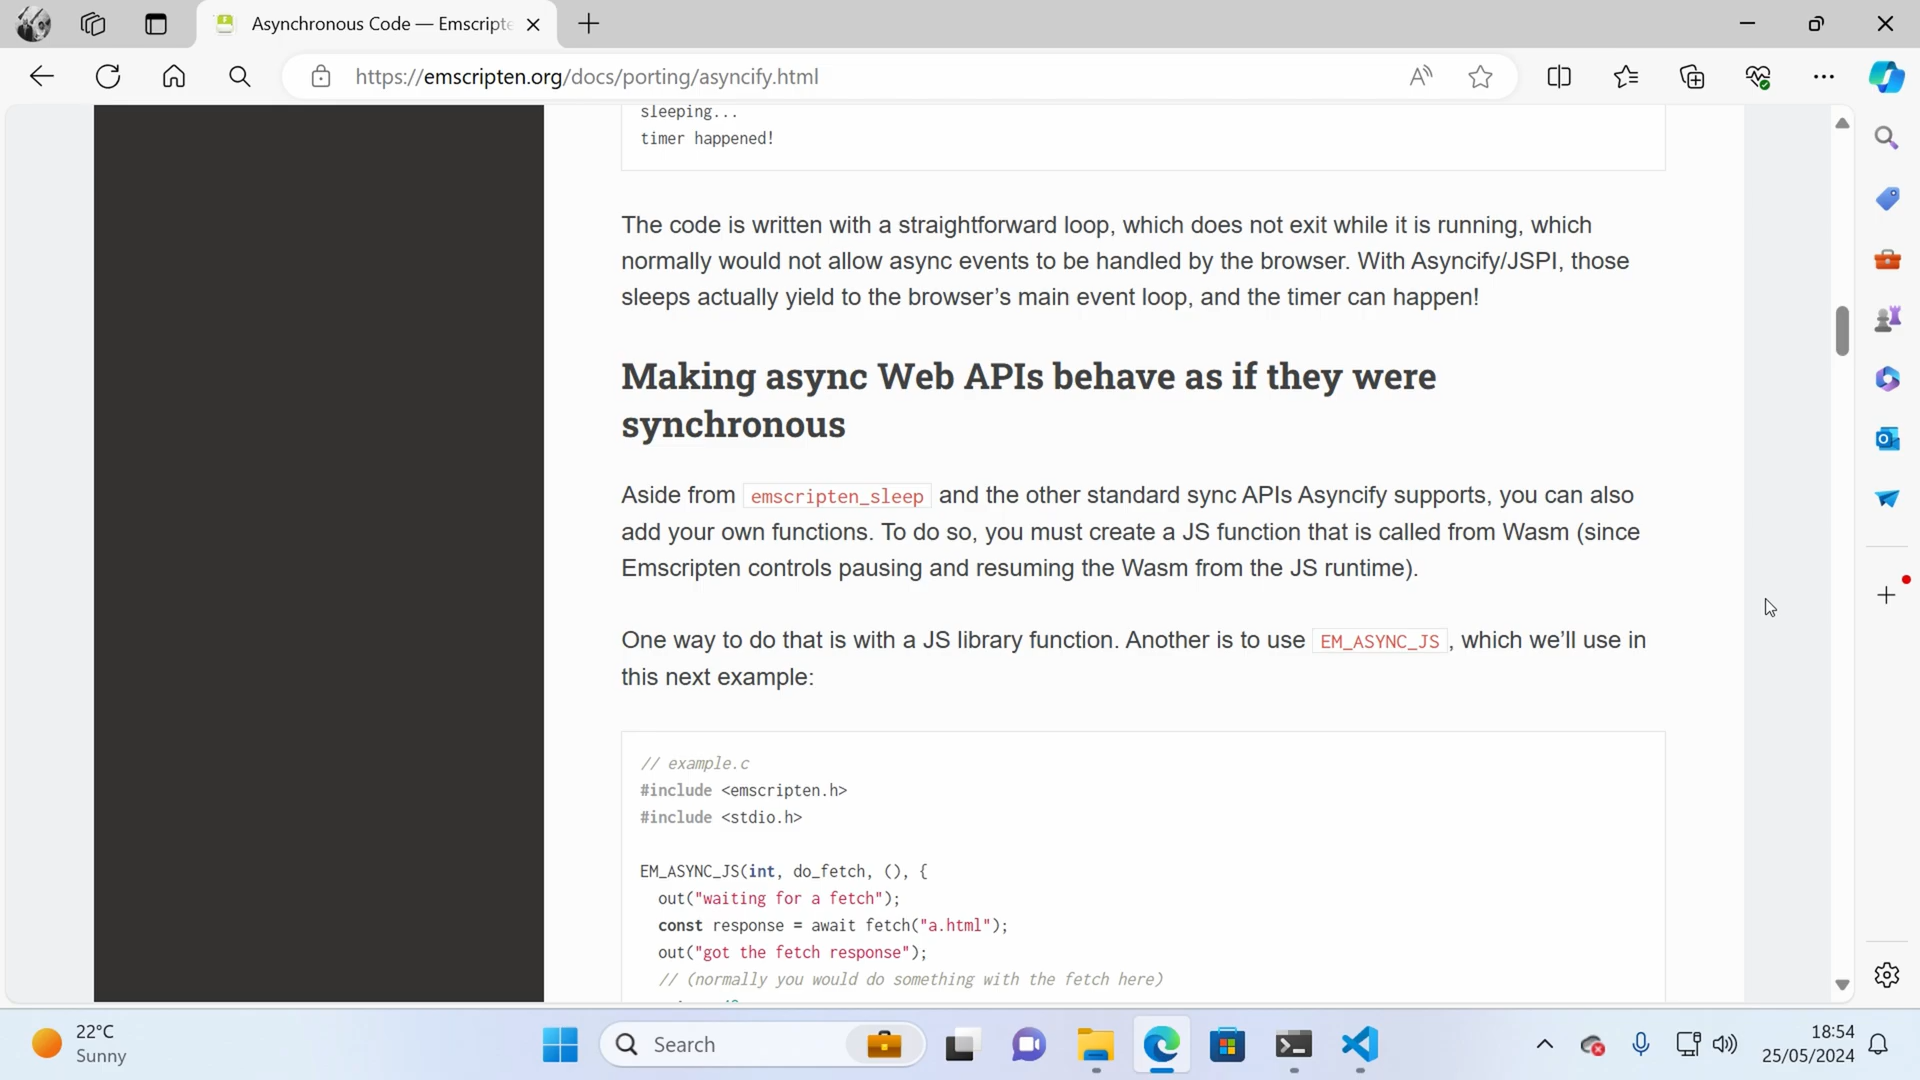 Asynchronous Code — Emscripte
https://emscripten.org/docs/porting/asyncify.html
sleeping...
timer happened!
The code is written with a straightforward loop, which does not exit while it is running, which
normally would not allow async events to be handled by the browser. With Asyncify/JSPI, those
sleeps actually yield to the browser’s main event loop, and the timer can happen!
Making async Web APIs behave as if they were
synchronous
Aside from emscripten_sleep and the other standard sync APIs Asyncify supports, you can also
add your own functions. To do so, you must create a JS function that is called from Wasm (since
Emscripten controls pausing and resuming the Wasm from the JS runtime).
One way to do that is with a JS library function. Another is to use EM_ASYNC_JS, which we’ll use in
this next example:
// example.c
#include <emscripten.h>
#include <stdio.h>
EM_ASYNC_JS(int, do_fetch, (), {
out("waiting for a fetch");
const response = await fetch("a.html");
out("got the fetch response");
// (normally you would do something with the fetch here)
22°C
Sunny
Search
18:54
25/05/2024